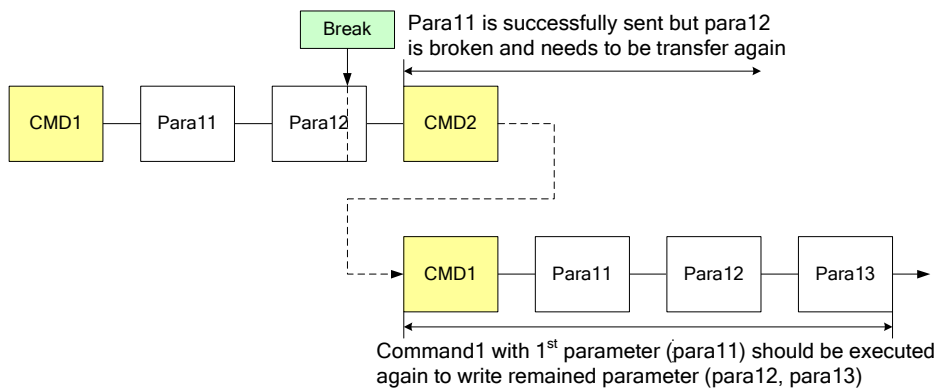 Break
Para11 is successfully sent but para12
is broken and needs to be transfer again
CMD1
Para11
Para12
CMD2
CMD1
Para11
Para12
Para13
Command1 with 1st parameter (para11) should be executed
again to write remained parameter (para12, para13)